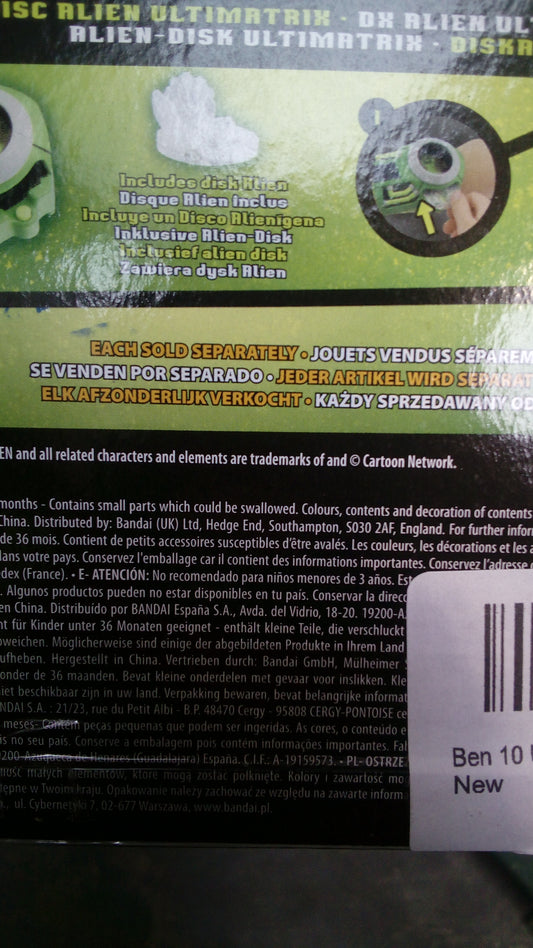 ISC ALIEN ULTIMATRIX · DX ALIEN UL
ALIEN-DISK ULTIMATRIX · DISKA
1
Includes disk Alien
Disque Alien inclus
Incluye un Disco Alienígena
Inklusive Alien-Disk
Inclusief alien disk
Zawiera dysk Alien
EACH SOLD SEPARATELY • JOUETS VENDUS SÉPAREM
SE VENDEN POR SEPARADO • JEDER ARTIKEL WIRD SEPARAT
ELK AFZONDERLIJK VERKOCHT • KAŻDY SPRZEDAWANY OD
EN and all related characters and elements are trademarks of and © Cartoon Network.
months - Contains small parts which could be swallowed. Colours, contents and decoration of contents
China. Distributed by: Bandai (UK) Ltd, Hedge End, Southampton, SO30 2AF, England. For further infor
de 36 mois. Contient de petits accessoires susceptibles d'être avalés. Les couleurs, les décorations et les a
dans votre pays. Conservez l'emballage car il contient des informations importantes. Conservez l'adresse
edex (France). • E- ATENCIÓN: No recomendado para niños menores de 3 años. Est
. Algunos productos pueden no estar disponibles en tu país. Conservar la direcc
en China. Distribuído por BANDAI España S.A., Avda. del Vidrio, 18-20. 19200-A
ht für Kinder unter 36 Monaten geeignet - enthält kleine Teile, die verschluckt
bweichen. Möglicherweise sind einige der abgebildeten Produkte in Ihrem Land
ufheben. Hergestellt in China. Vertrieben durch: Bandai GmbH, Mülheimer S
onder de 36 maanden. Bevat kleine onderdelen met gevaar voor inslikken. Kle
niet beschikbaar zijn in uw land. Verpakking bewaren, bevat belangrijke informat
NDAI S.A. : 21/23, rue du Petit Albi - B.P. 48470 Cergy - 95808 CERGY-PONTOISE ce
meses- Contém peças pequenas que podem ser ingeridas. As cores, o conteúdo e
is no seu país. Conserve a embalagem pois contém informações importantes. Fab
9200-Azuqueca de Henares (Guadalajara) España. C.I.F.: A-19159573. • PL- OSTRZE
małych elementów, które mogą zostać połknięte. Kolory i zawartość mo
tępne w Twoim kraju. Opakowanie należy zachować ze względu na zawarte inform
ul. Cybernetyki 7, 02-677 Warszawa, www.bandai.pl.
Ben 10 U
New